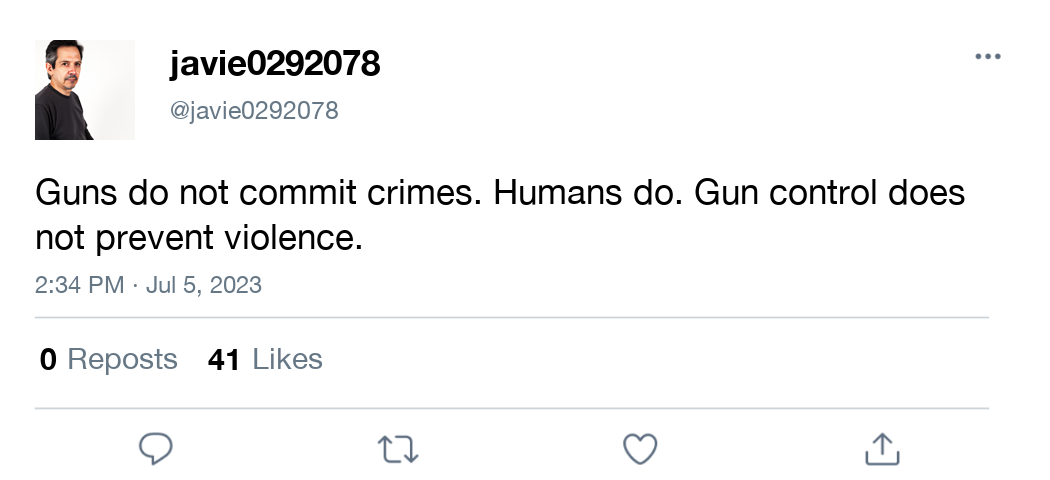 javie0292078
@javie0292078
Guns do not commit crimes. Humans do. Gun control does
not prevent violence.
2:34 PM · Jul 5, 2023
0 Reposts 41 Likes